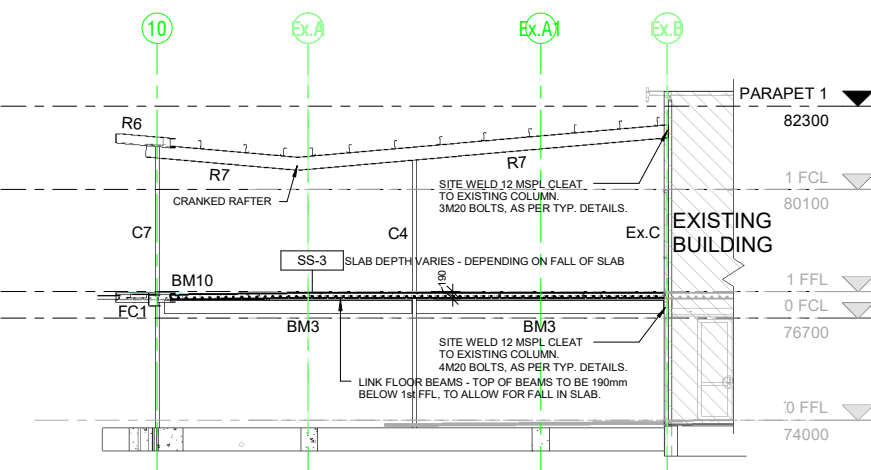 10
Ex.A
Ex.A1
Ex.B
PARAPET 1
82300
R6
R7
R7
CRANKED RAFTER
SITE WELD 12 MSPL CLEAT
TO EXISTING COLUMN.
3M20 BOLTS, AS PER TYP. DETAILS.
1 FCL
80100
C7
C4
Ex.C
EXISTING
BUILDING
SS-3
SLAB DEPTH VARIES - DEPENDING ON FALL OF SLAB
190
BM10
1 FFL
FC1
0 FCL
76700
BM3
BM3
SITE WELD 12 MSPL CLEAT
TO EXISTING COLUMN.
4M20 BOLTS, AS PER TYP. DETAILS.
LINK FLOOR BEAMS - TOP OF BEAMS TO BE 190mm
BELOW 1st FFL, TO ALLOW FOR FALL IN SLAB.
0 FFL
74000